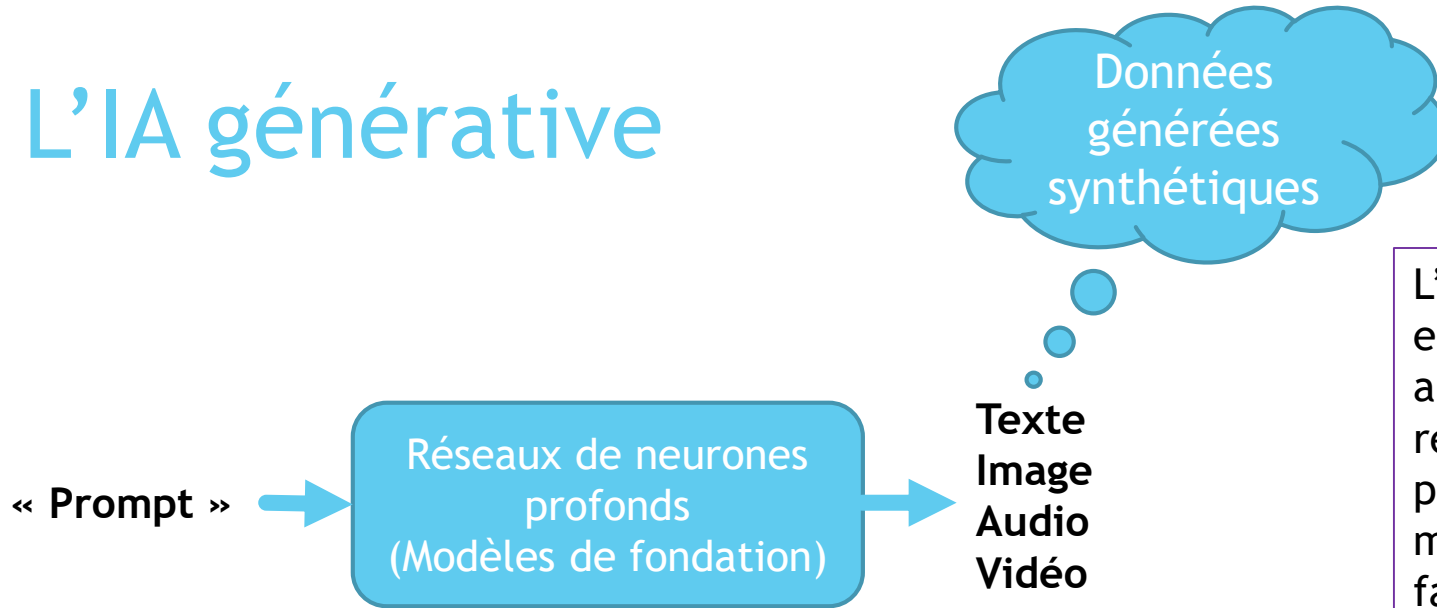 L'IA générative
Données
générées
synthétiques
« Prompt »
Réseaux de neurones
profonds
(Modèles de fondation)
Texte
Image
Audio
Vidéo
L'